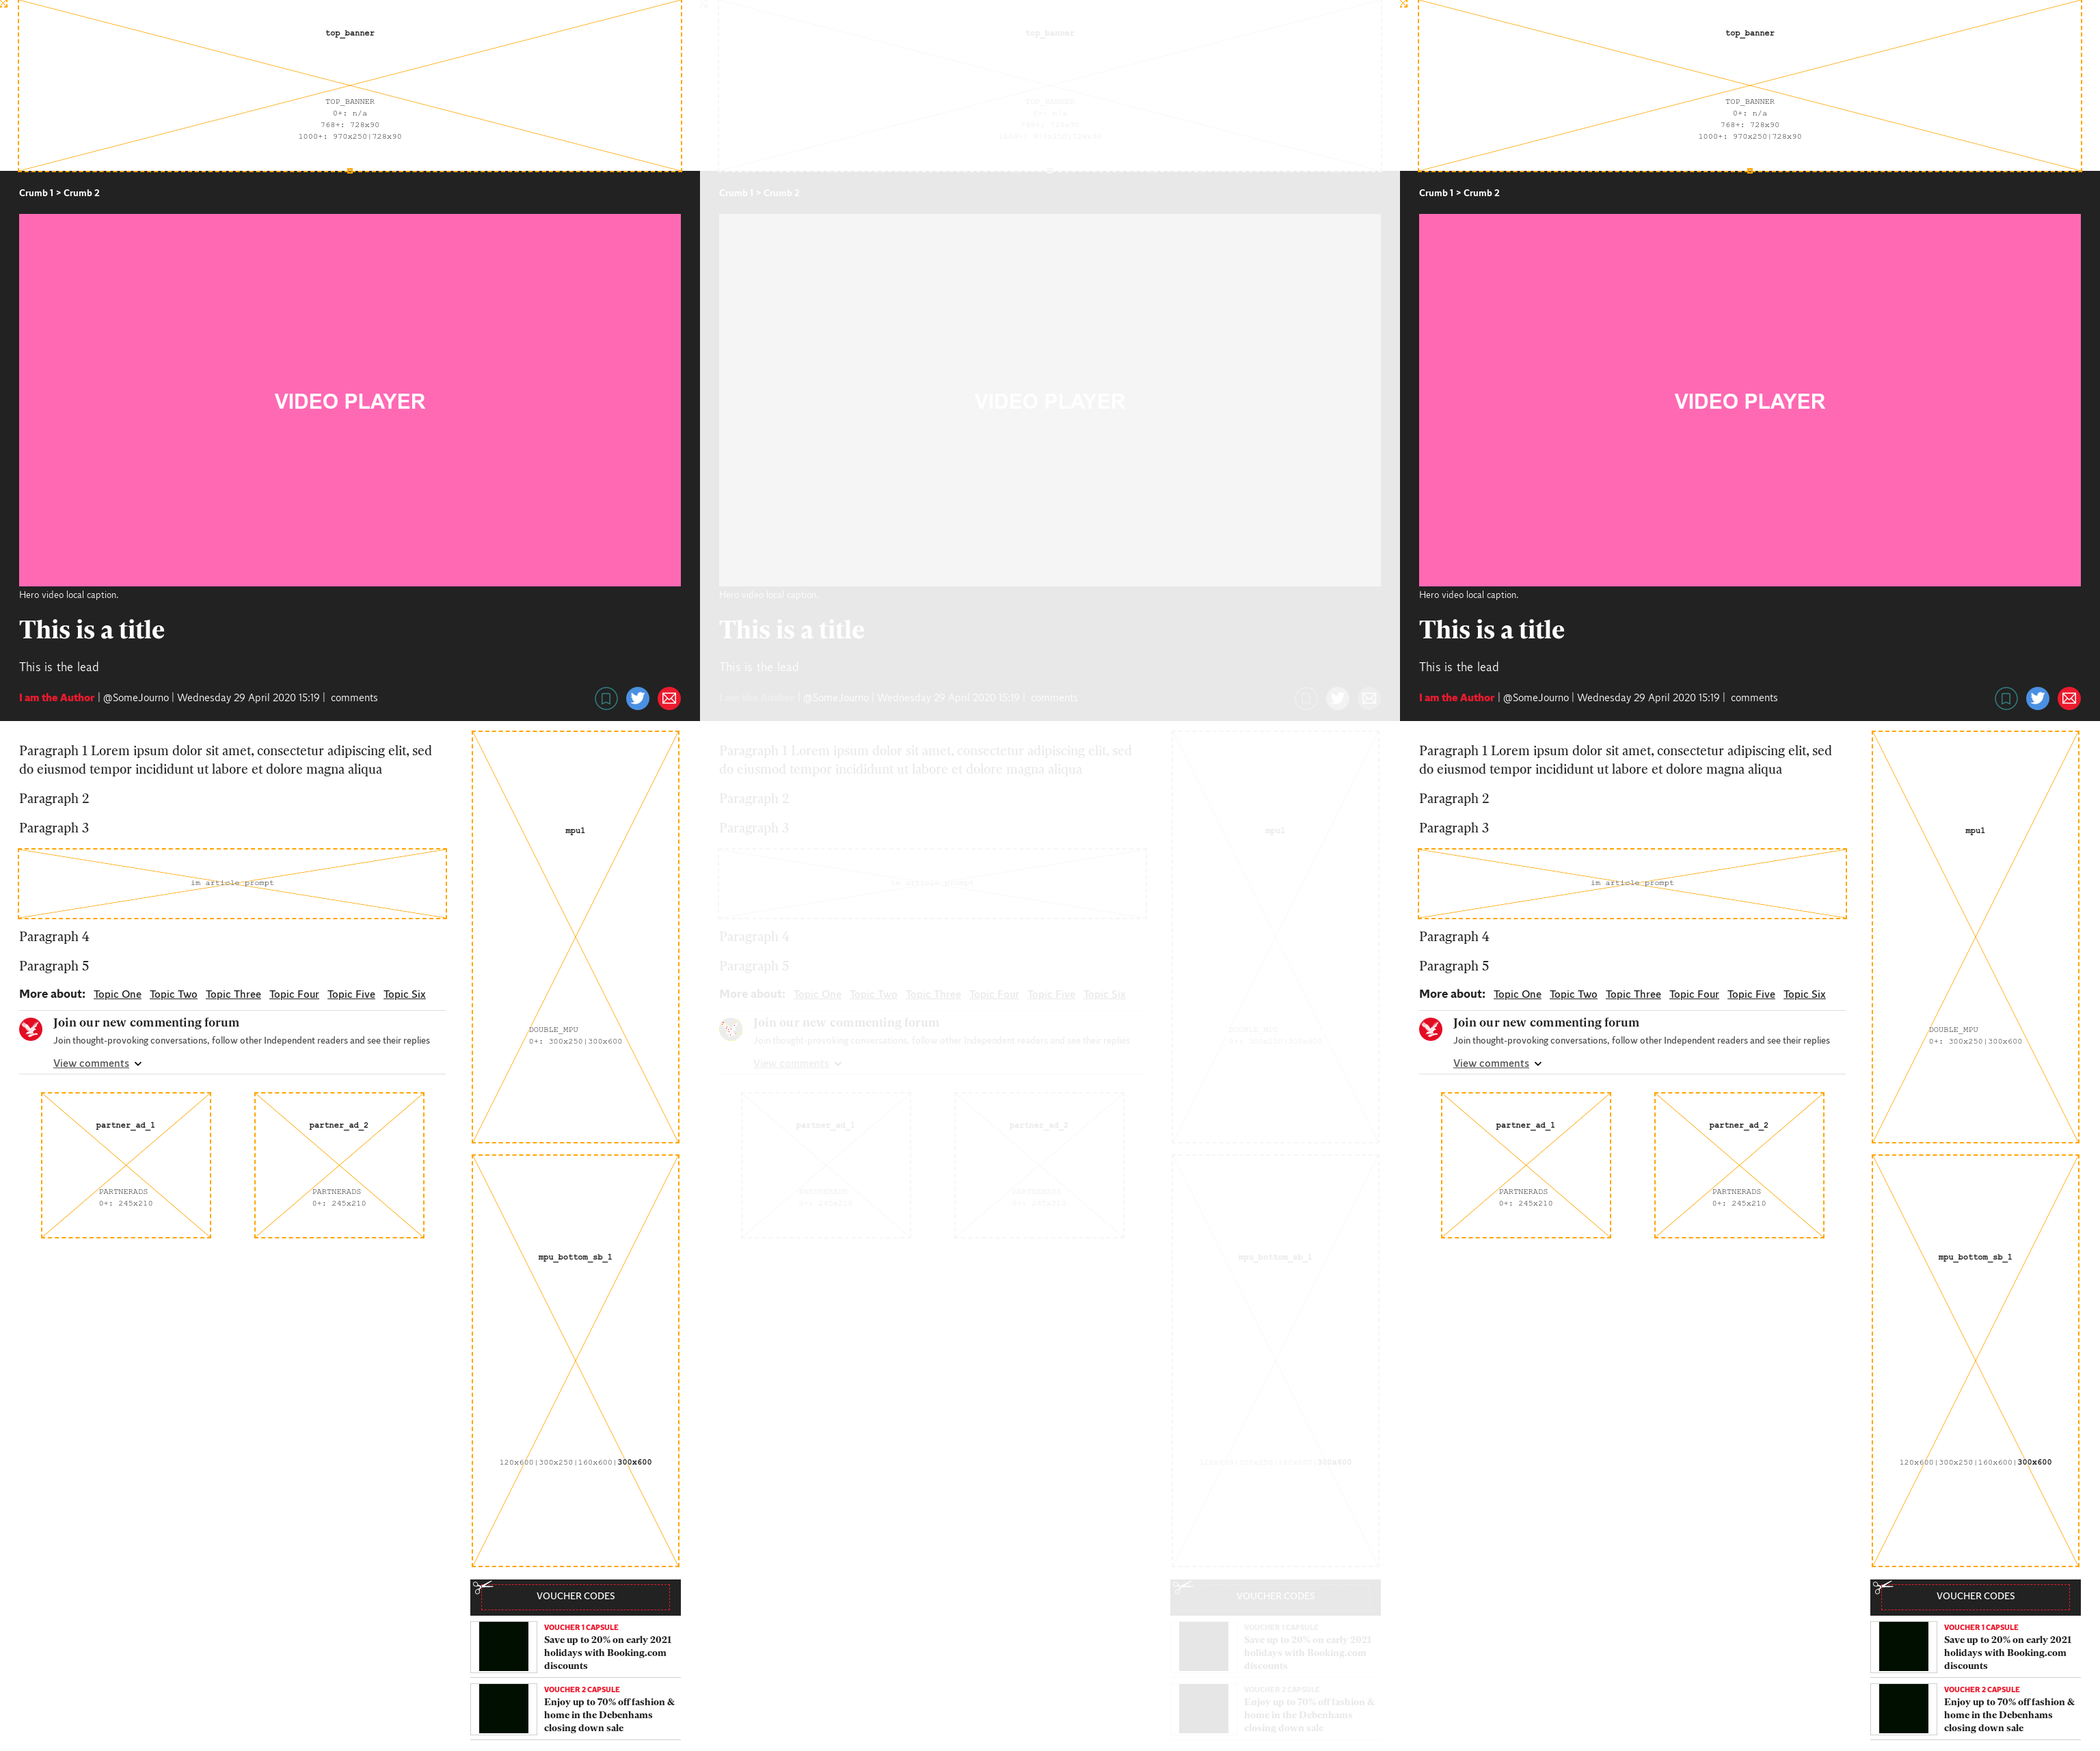 top_banner
TOP_BANNER
0+: n/a
768+: 728x90
1000+: 970x250|728x90
Crumb 1 > Crumb 2
VIDEO PLAYER
Hero video local caption.
This is a title
This is the lead
I am the Author | @SomeJourno | Wednesday 29 April 2020 15:19 | comments
Paragraph 1 Lorem ipsum dolor sit amet, consectetur adipiscing elit, sed
do eiusmod tempor incididunt ut labore et dolore magna aliqua
Paragraph 2
Paragraph 3
im article prompt
Paragraph 4
Paragraph 5
More about: Topic One Topic Two Topic Three Topic Four Topic Five Topic Six
Join our new commenting forum
Join thought-provoking conversations, follow other Independent readers and see their replies
View comments
partner_ad_1
PARTNERADS
0+: 245x210
partner_ad_2
PARTNERADS
0+: 245x210
mpu1
DOUBLE_MPU
0+: 300x250|300x600
mpu_bottom_sb_1
120x600|300x250|160x600|300x600
VOUCHER CODES
VOUCHER 1 CAPSULE
Save up to 20% on early 2021
holidays with Booking.com
discounts
VOUCHER 2 CAPSULE
Enjoy up to 70% off fashion &
home in the Debenhams
closing down sale
top_banner
TOP_BANNER
0+: n/a
768+: 728x90
1000+: 970x250|728x90
Crumb 1 > Crumb 2
VIDEO PLAYER
Hero video local caption.
This is a title
This is the lead
I am the Author | @SomeJourno | Wednesday 29 April 2020 15:19 | comments
Paragraph 1 Lorem ipsum dolor sit amet, consectetur adipiscing elit, sed
do eiusmod tempor incididunt ut labore et dolore magna aliqua
Paragraph 2
Paragraph 3
im article prompt
Paragraph 4
Paragraph 5
More about: Topic One Topic Two Topic Three Topic Four Topic Five Topic Six
Join our new commenting forum
Join thought-provoking conversations, follow other Independent readers and see their replies
View comments
partner_ad_1
PARTNERADS
0+: 245x210
partner_ad_2
PARTNERADS
0+: 245x210
mpu1
DOUBLE_MPU
0+: 300x250|300x600
mpu_bottom_sb_1
120x600|300x250|160x600|300x600
VOUCHER CODES
VOUCHER 1 CAPSULE
Save up to 20% on early 2021
holidays with Booking.com
discounts
VOUCHER 2 CAPSULE
Enjoy up to 70% off fashion &
home in the Debenhams
closing down sale
top_banner
TOP_BANNER
0+: n/a
768+: 728x90
1000+: 970x250|728x90
Crumb 1 > Crumb 2
VIDEO PLAYER
Hero video local caption.
This is a title
This is the lead
I am the Author | @SomeJourno | Wednesday 29 April 2020 15:19 | comments
Paragraph 1 Lorem ipsum dolor sit amet, consectetur adipiscing elit, sed
do eiusmod tempor incididunt ut labore et dolore magna aliqua
Paragraph 2
Paragraph 3
im article prompt
Paragraph 4
Paragraph 5
More about: Topic One Topic Two Topic Three Topic Four Topic Five Topic Six
Join our new commenting forum
Join thought-provoking conversations, follow other Independent readers and see their replies
View comments
partner_ad_1
PARTNERADS
0+: 245x210
partner_ad_2
PARTNERADS
0+: 245x210
mpu1
DOUBLE_MPU
0+: 300x250|300x600
mpu_bottom_sb_1
120x600|300x250|160x600|300x600
VOUCHER CODES
VOUCHER 1 CAPSULE
Save up to 20% on early 2021
holidays with Booking.com
discounts
VOUCHER 2 CAPSULE
Enjoy up to 70% off fashion &
home in the Debenhams
closing down sale